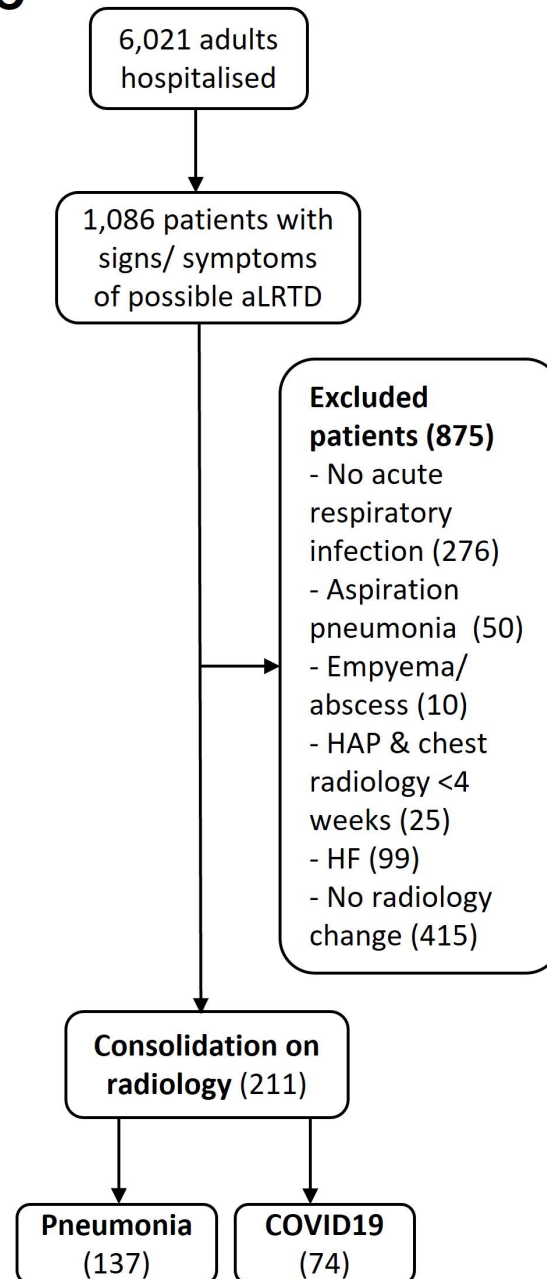 6,021 adults
hospitalised
1,086 patients with
signs/ symptoms
of possible aLRTD
Excluded
patients (875)
- No acute
respiratory
infection (276)
- Aspiration
pneumonia (50)
- Empyema/
abscess (10)
- HAP & chest
radiology <4
weeks (25)
- HF (99)
- No radiology
change (415)
Consolidation on
radiology (211)
Pneumonia
(137)
COVID19
(74)